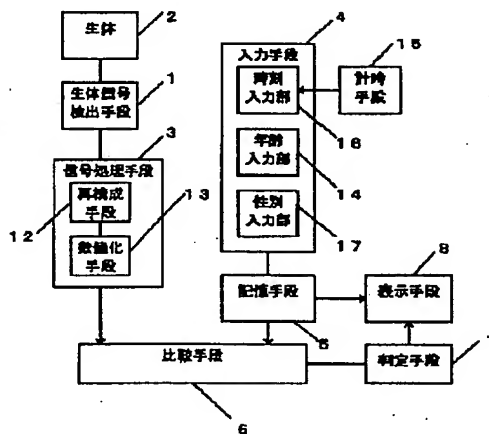 生体
2
生体信号
検出手段
1
3
信号処理手段
再構成
手段
12
数値化
手段
13
4
入力手段
時刻
入力部
16
年齢
入力部
14
性別
入力部
17
計時
手段
15
記憶手段
5
表示手段
8
比較手段
6
判定手段